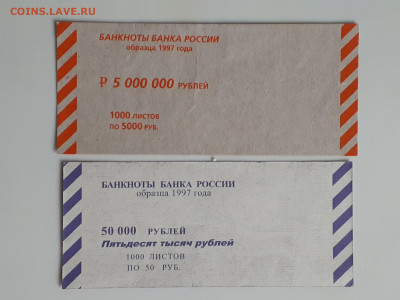 COINS.ЛАВЕ.RU
БАНКНОТЫ БАНКА РОССИИ
образца 1997 года
₽ 5 000 000 РУБЛЕЙ
1000 ЛИСТОВ
ПО 5000 РУБ.
БАНКНОТЫ БАНКА РОССИИ
образца 1997 года
50 000 РУБЛЕЙ
Пятьдесят тысяч рублей
1000 ЛИСТОВ
ПО 50 РУБ.